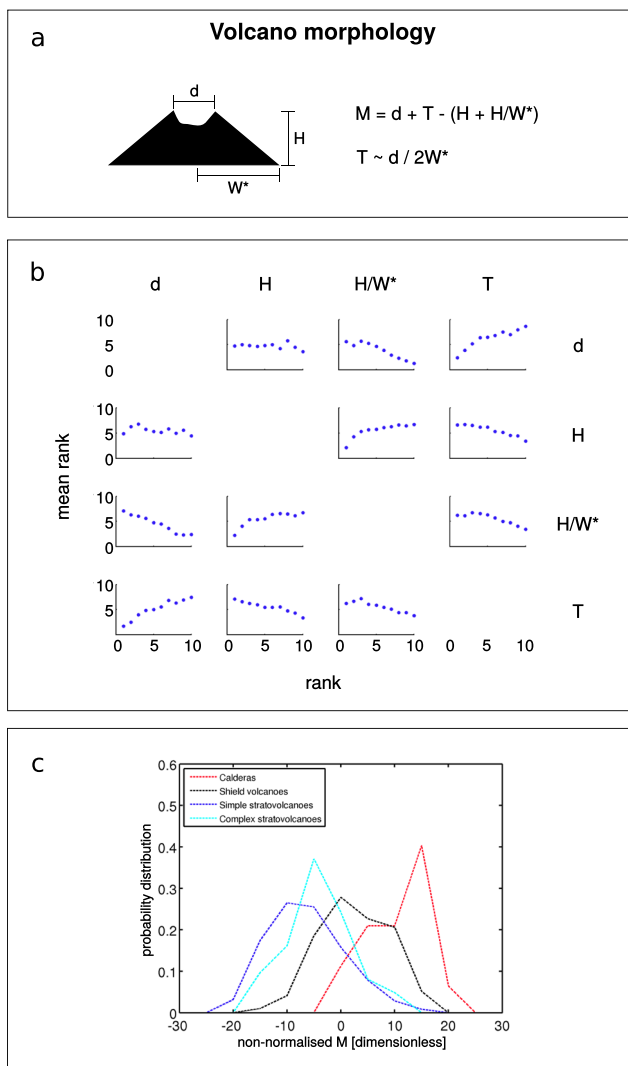 a
Volcano morphology
d
H
W*
M = d + T - (H + H/W*)
T ~ d / 2W*
b
d H H/W* T
10
5
0
d
10
5
0
H
10
5
0
H/W*
10
5
T
0 5 10 0 5 10 0 5 10 0 5 10
mean rank
rank
c
0.6
0.5
0.4
0.3
0.2
0.1
0
-30 -20 -10 0 10 20 30
Calderas
Shield volcanoes
Simple stratovolcanoes
Complex stratovolcanoes
probability distribution
non-normalised M [dimensionless]